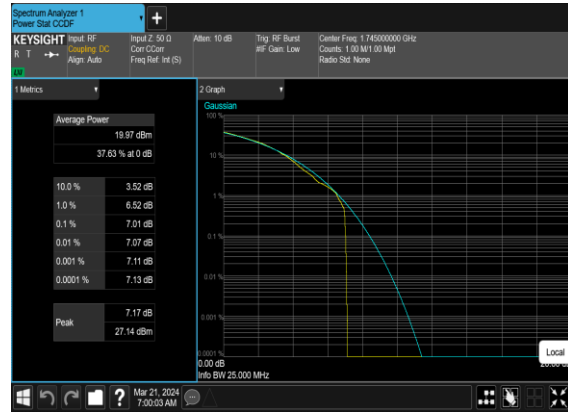 Spectrum Analyzer 1
Power Stat CCDF
KEYSIGHT
R T
LXI
Input: RF
Coupling: DC
Align: Auto
Input Z: 50 Ω
Corr CCorr
Freq Ref: Int (S)
Atten: 10 dB
Trig: RF Burst
#IF Gain: Low
Center Freq: 1.745000000 GHz
Counts: 1.00 M/1.00 Mpt
Radio Std: None
1 Metrics
Average Power
19.97 dBm
37.63 % at 0 dB
10.0 % 3.52 dB
1.0 % 6.52 dB
0.1 % 7.01 dB
0.01 % 7.07 dB
0.001 % 7.11 dB
0.0001 % 7.13 dB
Peak
7.17 dB
27.14 dBm
2 Graph
Gaussian
100 %
10 %
1 %
0.1 %
0.01 %
0.001 %
0.0001 %
0.00 dB
Info BW 25.000 MHz
Local
Mar 21, 2024
7:00:03 AM